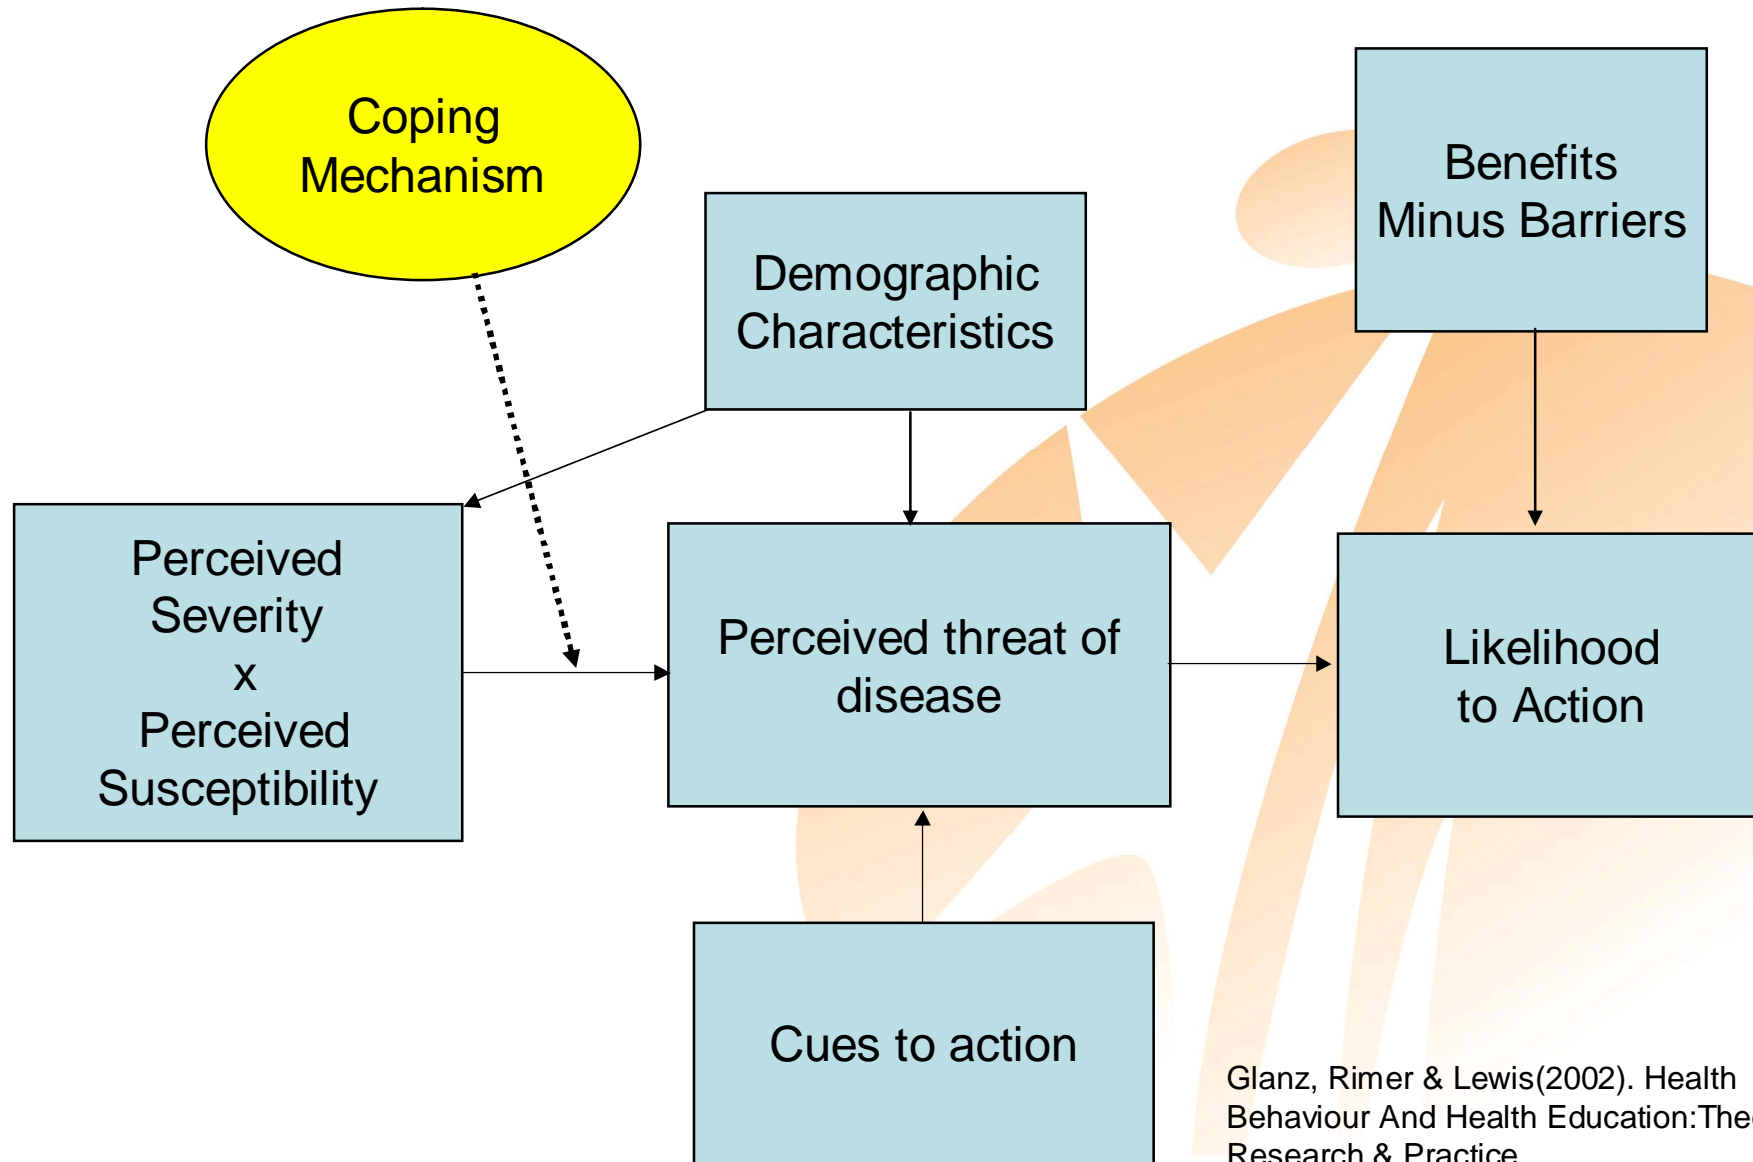 Coping
Mechanism
Benefits
Minus Barriers
Demographic
Characteristics
Perceived
Severity
x
Perceived
Susceptibility
Perceived threat of
disease
Likelihood
to Action
Cues to action
Glanz, Rimer & Lewis(2002). Health
Behaviour And Health Education:
Research & Practice